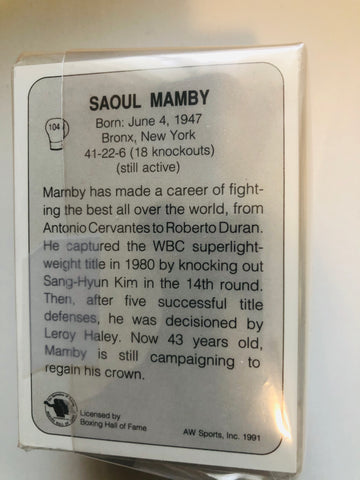 SAOUL MAMBY
104
Born: June 4, 1947
Bronx, New York
41-22-6 (18 knockouts)
(still active)
Mamby has made a career of fight-
ing the best all over the world, from
Antonio Cervantes to Roberto Duran.
He captured the WBC superlight-
weight title in 1980 by knocking out
Sang-Hyun Kim in the 14th round.
Then, after five successful title
defenses, he was decisioned by
Leroy Haley. Now 43 years old,
Mamby is still campaigning to
regain his crown.
Licensed by
Boxing Hall of Fame
AW Sports, Inc. 1991